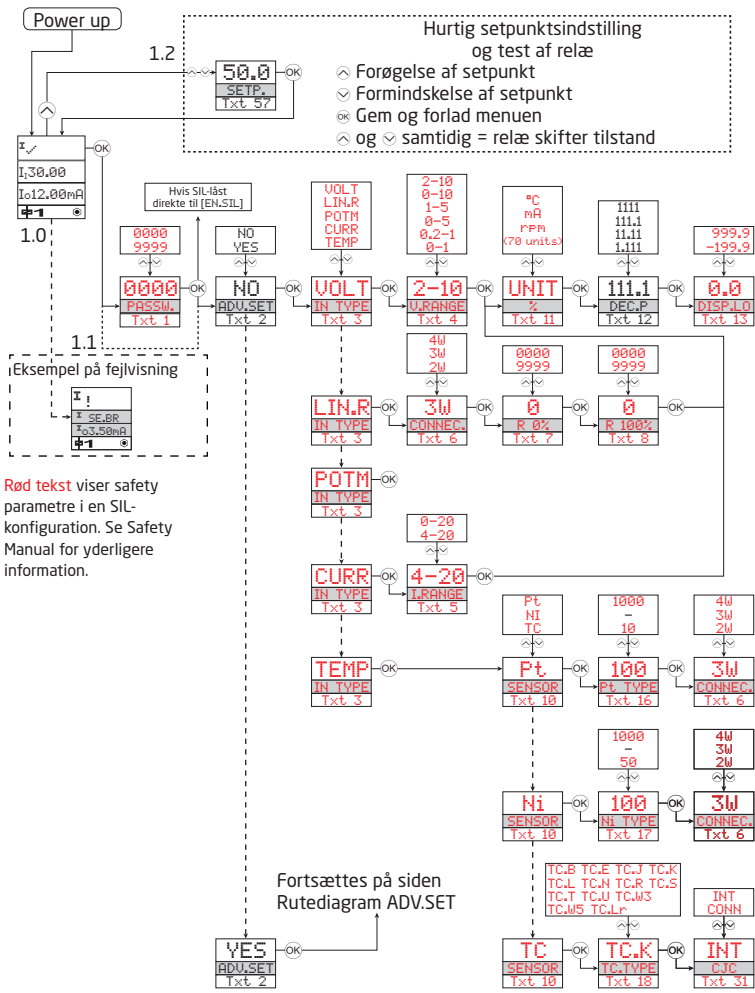 Power up
1.2
50.0
SETP.
Txt 57
OK
Hurtig setpunktsindstilling
og test af relæ
Forøgelse af setpunkt
Formindskelse af setpunkt
OK Gem og forlad menuen
og samtidig = relæ skifter tilstand
I1 30.00
Io12.00mA
1
OK
1.0
Hvis SIL-låst
direkte til [EN.SIL]
0000
9999
0000
PASSW.
Txt 1
OK
1.1
NO
YES
NO
ADV.SET
Txt 2
OK
VOLT
LIN.R
POTM
CURR
TEMP
VOLT
IN TYPE
Txt 3
OK
2-10
0-10
1-5
0-5
0.2-1
0-1
2-10
V.RANGE
Txt 4
OK
°C
mA
rpm
(70 units)
UNIT
%
Txt 11
OK
1111
111.1
11.11
1.111
111.1
DEC.P
Txt 12
OK
999.9
-199.9
0.0
DISP.LO
Txt 13
Eksempel på fejlvisning
I !
I SE.BR
Io3.50mA
1
Rød tekst viser safety
parametre i en SIL-
konfiguration. Se Safety
Manual for yderligere
information.
LIN.R
IN TYPE
Txt 3
OK
4W
3W
2W
3W
CONNEC.
Txt 6
OK
0000
9999
0
R 0%
Txt 7
OK
0000
9999
0
R 100%
Txt 8
OK
POTM
IN TYPE
Txt 3
OK
CURR
IN TYPE
Txt 3
OK
0-20
4-20
4-20
I.RANGE
Txt 5
OK
TEMP
IN TYPE
Txt 3
OK
Pt
NI
TC
Pt
SENSOR
Txt 10
OK
1000
-
10
100
Pt TYPE
Txt 16
OK
4W
3W
2W
3W
CONNEC.
Txt 6
Ni
SENSOR
Txt 10
OK
1000
-
50
100
Ni TYPE
Txt 17
OK
4W
3W
2W
3W
CONNEC.
Txt 6
Fortsættes på siden
Rutediagram ADV.SET
YES
ADV.SET
Txt 2
OK
TC
SENSOR
Txt 10
OK
TC.B TC.E TC.J TC.K
TC.L TC.N TC.R TC.S
TC.T TC.U TC.W3
TC.W5 TC.Lr
TC.K
TC.TYPE
Txt 18
OK
INT
CONN
INT
CJC
Txt 31